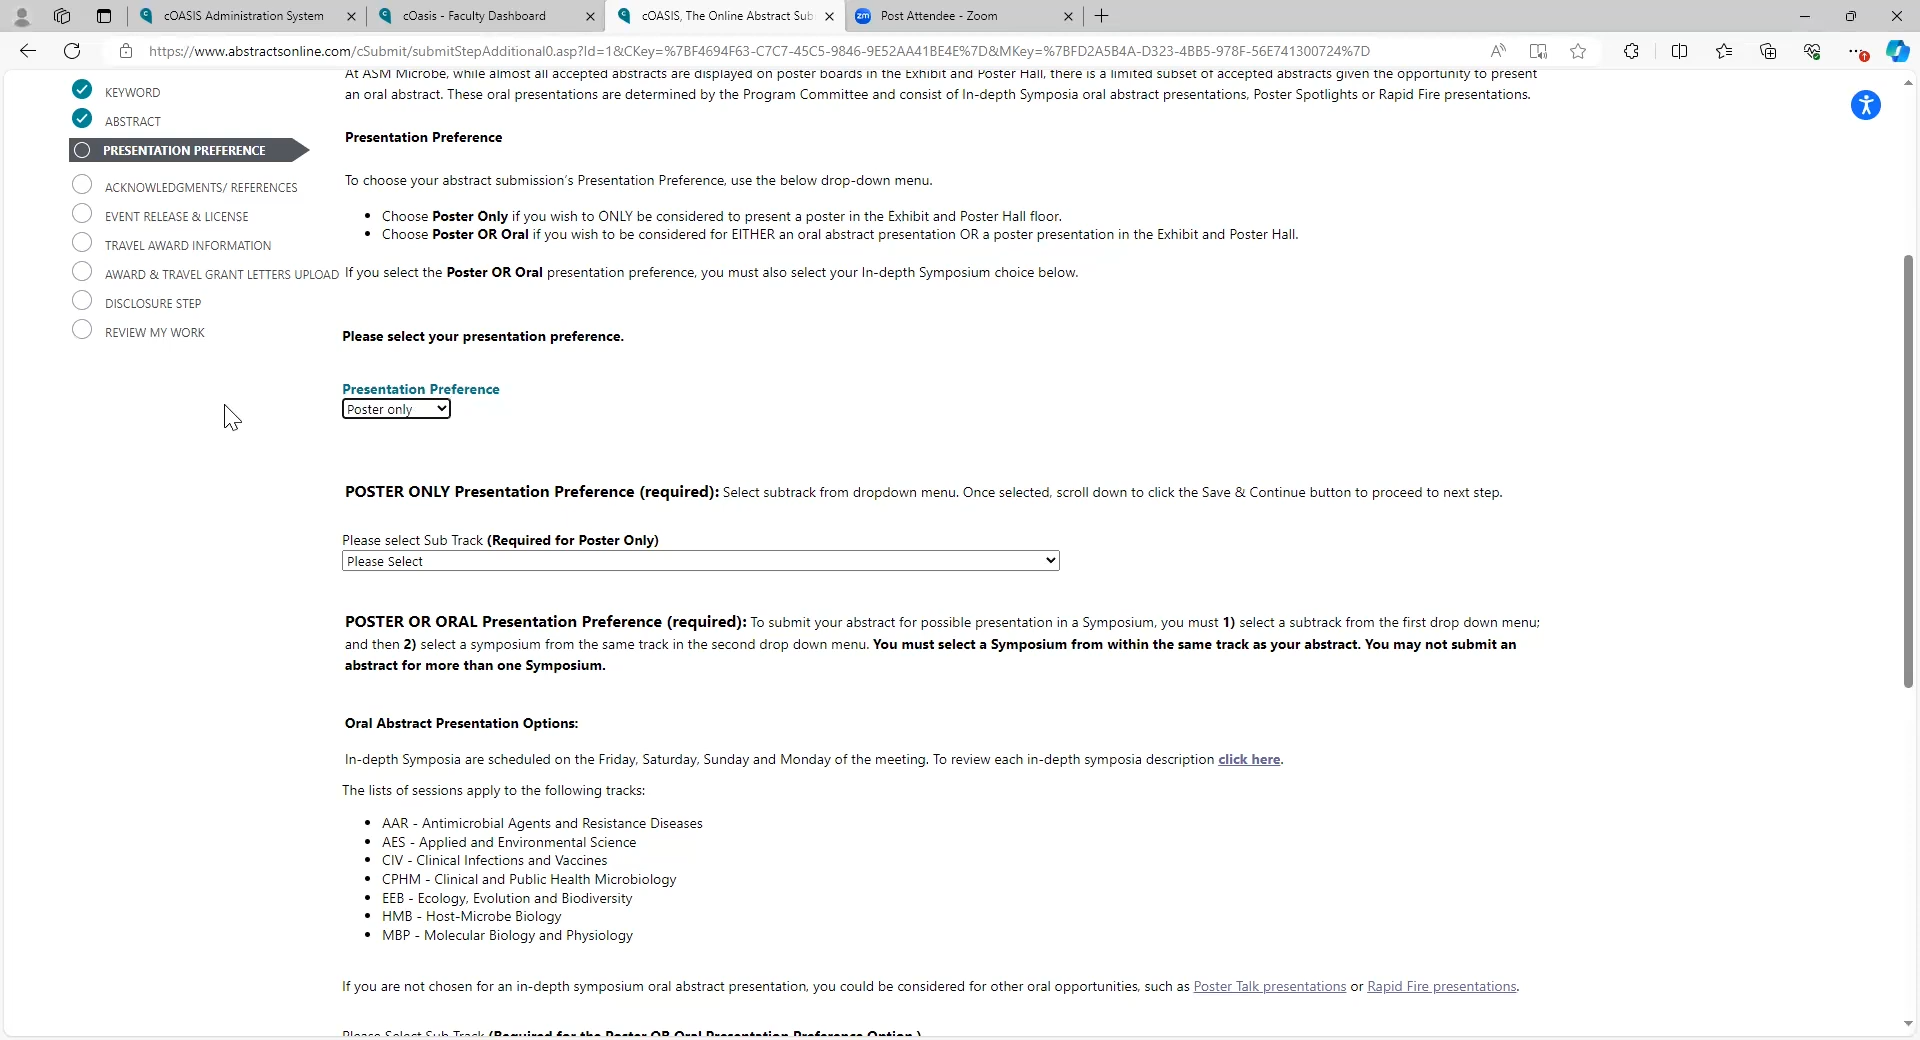 cOASIS Administration System
cOasis - Faculty Dashboard
cOASIS, The Online Abstract Sub
zm Post Attendee - Zoom
https://www.abstractsonline.com/cSubmit/submitStepAdditional0.asp?Id=1&CKey=%7BF4694F63-C7C7-45C5-9846-9E52AA41BE4E%7D&MKey=%7BFD2A5B4A-D323-4BB5-978F-56E741300724%7D
KEYWORD
ABSTRACT
PRESENTATION PREFERENCE
ACKNOWLEDGMENTS/ REFERENCES
EVENT RELEASE & LICENSE
TRAVEL AWARD INFORMATION
AWARD & TRAVEL GRANT LETTERS UPLOAD
DISCLOSURE STEP
REVIEW MY WORK
At ASM Microbe, while almost all accepted abstracts are displayed on poster boards in the Exhibit and Poster Hall, there is a limited subset of accepted abstracts given the opportunity to present
an oral abstract. These oral presentations are determined by the Program Committee and consist of In-depth Symposia oral abstract presentations, Poster Spotlights or Rapid Fire presentations.
Presentation Preference
To choose your abstract submission's Presentation Preference, use the below drop-down menu.
• Choose Poster Only if you wish to ONLY be considered to present a poster in the Exhibit and Poster Hall floor.
• Choose Poster OR Oral if you wish to be considered for EITHER an oral abstract presentation OR a poster presentation in the Exhibit and Poster Hall.
If you select the Poster OR Oral presentation preference, you must also select your In-depth Symposium choice below.
Please select your presentation preference.
Presentation Preference
Poster only
POSTER ONLY Presentation Preference (required): Select subtrack from dropdown menu. Once selected, scroll down to click the Save & Continue button to proceed to next step.
Please select Sub Track (Required for Poster Only)
Please Select
POSTER OR ORAL Presentation Preference (required): To submit your abstract for possible presentation in a Symposium, you must 1) select a subtrack from the first drop down menu;
and then 2) select a symposium from the same track in the second drop down menu. You must select a Symposium from within the same track as your abstract. You may not submit an
abstract for more than one Symposium.
Oral Abstract Presentation Options:
In-depth Symposia are scheduled on the Friday, Saturday, Sunday and Monday of the meeting. To review each in-depth symposia description click here.
The lists of sessions apply to the following tracks:
• AAR - Antimicrobial Agents and Resistance Diseases
• AES - Applied and Environmental Science
• CIV - Clinical Infections and Vaccines
• CPHM - Clinical and Public Health Microbiology
• EEB - Ecology, Evolution and Biodiversity
• HMB - Host-Microbe Biology
• MBP - Molecular Biology and Physiology
If you are not chosen for an in-depth symposium oral abstract presentation, you could be considered for other oral opportunities, such as Poster Talk presentations or Rapid Fire presentations.
Please Select Sub Track (Required for the Poster OR Oral Presentation Preference Option )